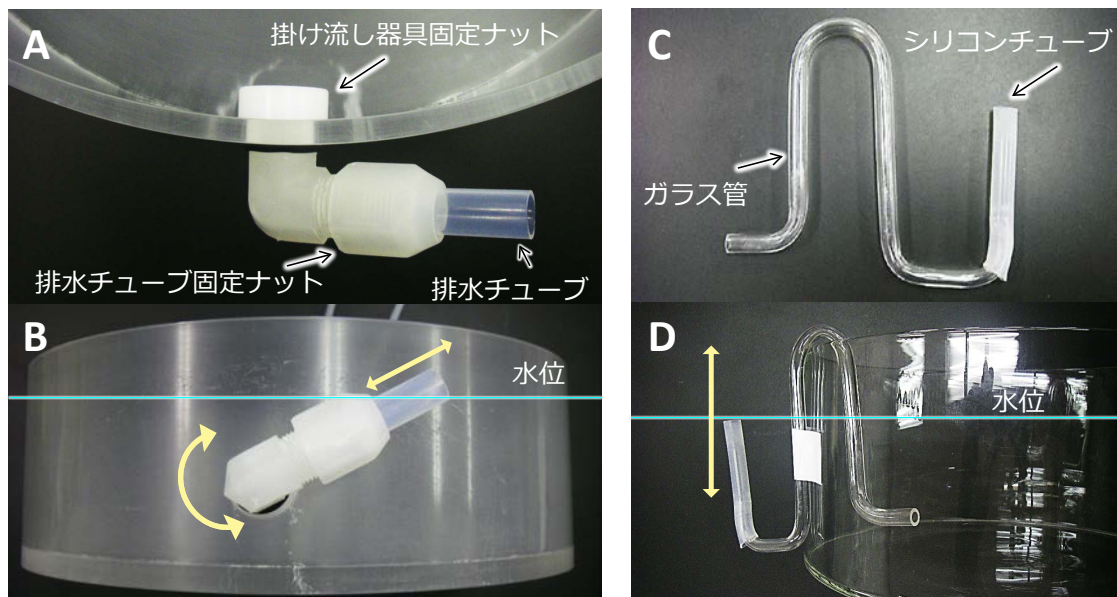 A
掛け流し器具固定ナット
排水チューブ固定ナット
排水チューブ
B
水位
C
シリコンチューブ
ガラス管
D
水位